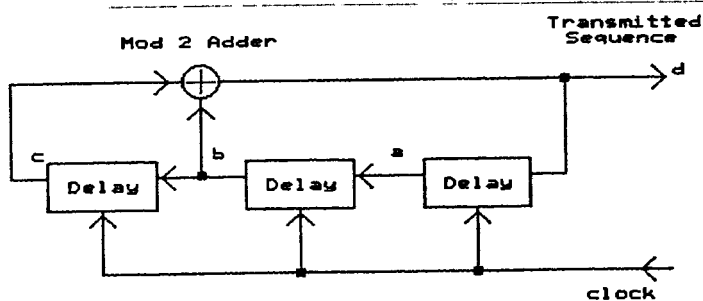 Transmitted
Mod 2 Adder
Sequence
d
c
b
a
Delay
Delay
Delay
clock